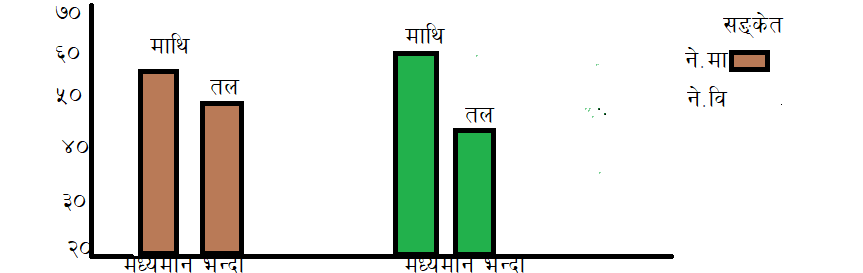 ७०
सङ्केत
माथि
माथि
६०
ने.मा
तल
५०
तल
ने.वि
४०
३०
२०
मध्यमान भन्दा
मध्यमान भन्दा